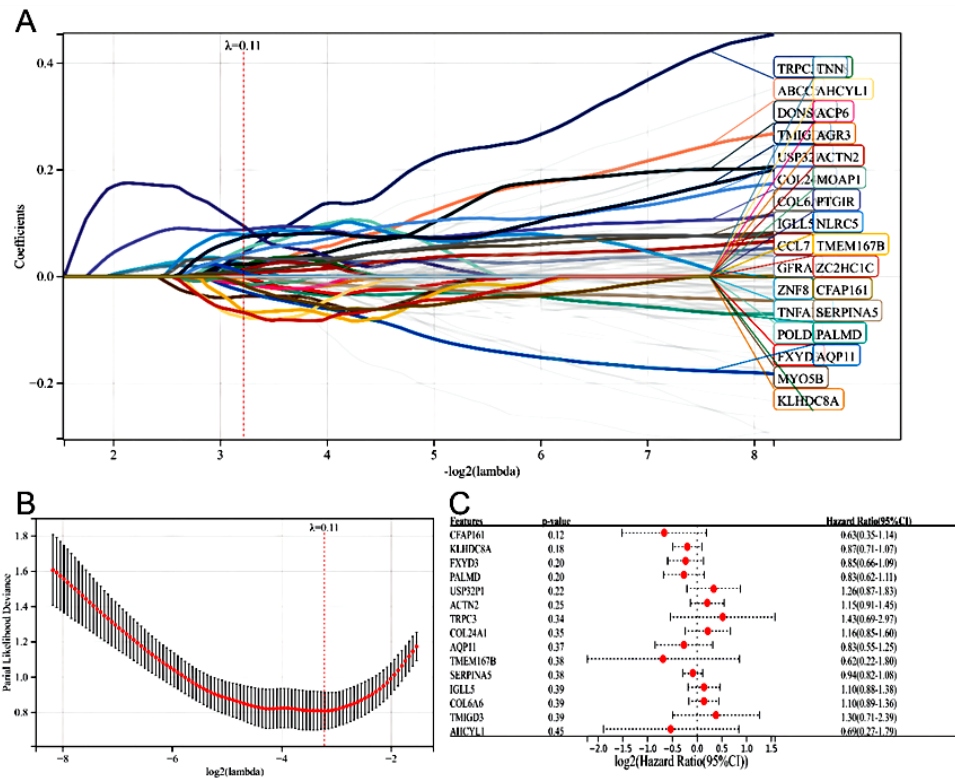 A
λ=0.11
0.4
0.2
0.0
−0.2
Coefficients
TRPC. TNN
ABCC AHCYL1
DONS ACP6
TMIG AGR3
USP32 ACTN2
COL24 MOAP1
COL6. PTGIR
IGLL5 NLRC5
CCL7 TMEM167B
GFRA ZC2HC1C
ZNF8 CFAP161
TNFA SERPINA5
POLD PALMD
FXYD AQP11
MYO5B
KLHDC8A
2 3 4 5 6 7 8
-log2(lambda)
B
λ=0.11
1.8
1.6
1.4
1.2
1.0
0.8
Parial Likelihood Deviance
−8 −6 −4 −2
log2(lambda)
C
Features p-value Hazard Ratio(95%CI)
CFAP161 0.12 0.63(0.35-1.14)
KLHDC8A 0.18 0.87(0.71-1.07)
FXYD3 0.20 0.85(0.66-1.09)
PALMD 0.20 0.83(0.62-1.11)
USP32P1 0.22 1.26(0.87-1.83)
ACTN2 0.25 1.15(0.91-1.45)
TRPC3 0.34 1.43(0.69-2.97)
COL24A1 0.35 1.16(0.85-1.60)
AQP11 0.37 0.83(0.55-1.25)
TMEM167B 0.38 0.62(0.22-1.80)
SERPINA5 0.38 0.94(0.82-1.08)
IGLL5 0.39 1.10(0.88-1.38)
COL6A6 0.39 1.10(0.89-1.36)
TMIGD3 0.39 1.30(0.71-2.39)
AHCYL1 0.45 0.69(0.27-1.79)
−2.0 −1.5 −1.0 −0.5 0.0 0.5 1.0 1.5
log2(Hazard Ratio(95%CI))